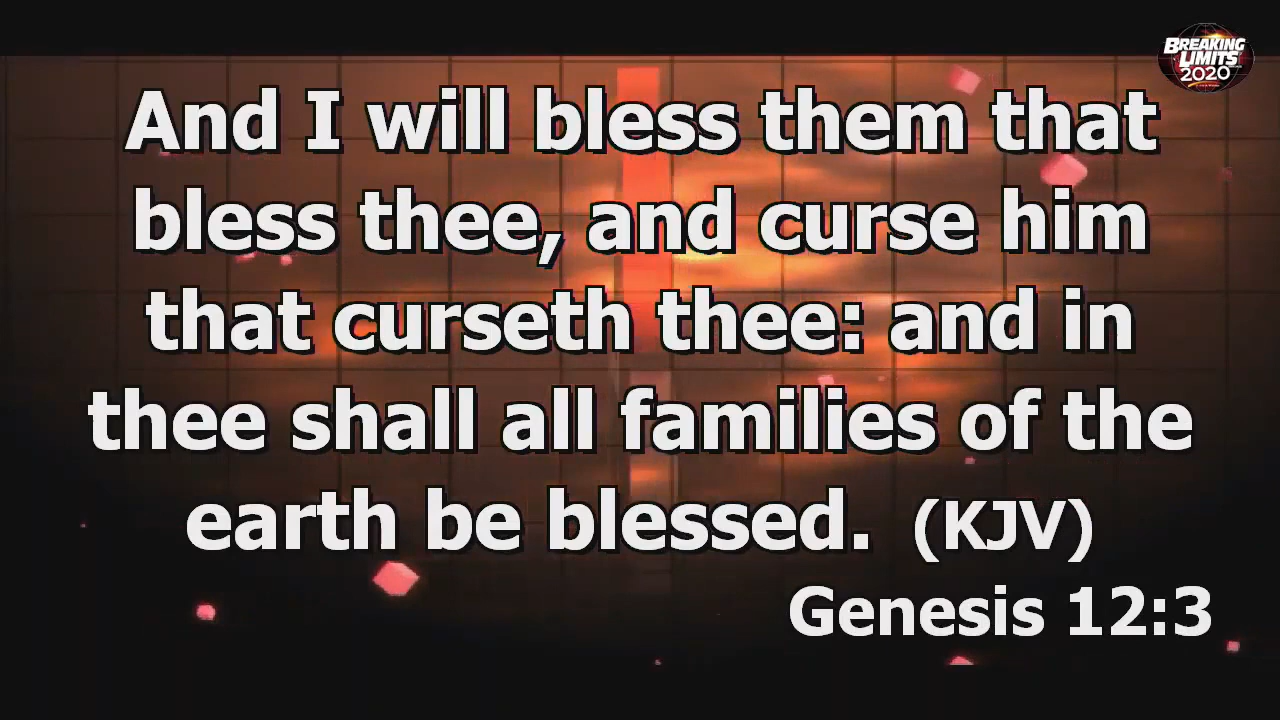 BREAKING
LIMITS
2020
And I will bless them that
bless thee, and curse him
that curseth thee: and in
thee shall all families of the
earth be blessed. (KJV)
Genesis 12:3